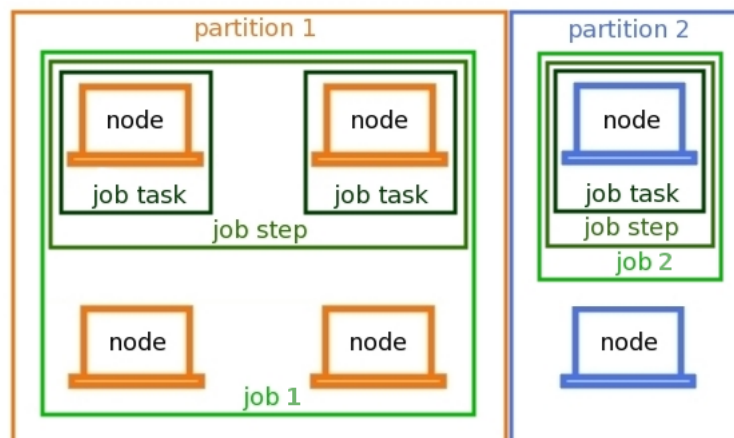 partition 1
partition 2
node
node
node
job task
job task
job task
job step
job step
job 2
node
node
node
job 1